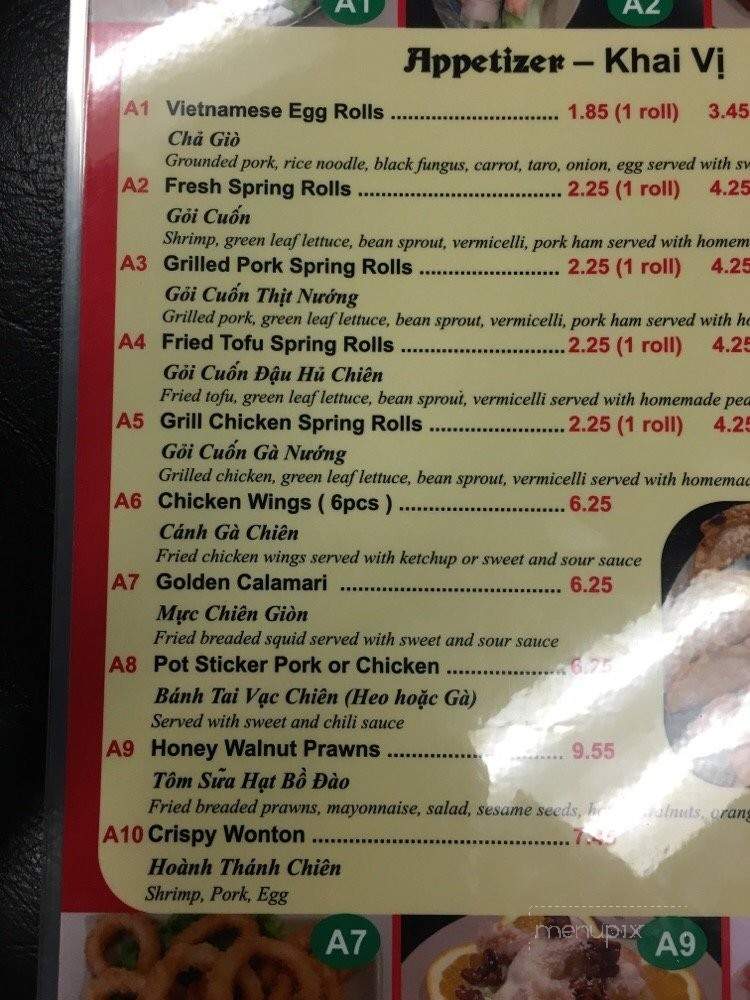 A1
A2
Appetizer – Khai Vị
A1 Vietnamese Egg Rolls ............................ 1.85 (1 roll) 3.45
Chả Giò
Grounded pork, rice noodle, black fungus, carrot, taro, onion, egg served with
A2 Fresh Spring Rolls .................................. 2.25 (1 roll) 4.25
Gỏi Cuốn
Shrimp, green leaf lettuce, bean sprout, vermicelli, pork ham served with
A3 Grilled Pork Spring Rolls ........................ 2.25 (1 roll) 4.25
Gỏi Cuốn Thịt Nướng
Grilled pork, green leaf lettuce, bean sprout, vermicelli, pork ham served with
A4 Fried Tofu Spring Rolls ........................... 2.25 (1 roll) 4.25
Gỏi Cuốn Đậu Hủ Chiên
Fried tofu, green leaf lettuce, bean sprout, vermicelli served with homemade
A5 Grill Chicken Spring Rolls ....................... 2.25 (1 roll) 4.25
Gỏi Cuốn Gà Nướng
Grilled chicken, green leaf lettuce, bean sprout, vermicelli served with
A6 Chicken Wings ( 6pcs ) ............................ 6.25
Cánh Gà Chiên
Fried chicken wings served with ketchup or sweet and sour sauce
A7 Golden Calamari ..................................... 6.25
Mực Chiên Giòn
Fried breaded squid served with sweet and sour sauce
A8 Pot Sticker Pork or Chicken ....................
Bánh Tai Vạc Chiên (Heo hoặc Gà)
Served with sweet and chili sauce
A9 Honey Walnut Prawns ............................. 9.55
Tôm Sữa Hạt Bồ Đào
Fried breaded prawns, mayonnaise, salad, sesame seeds,
A10 Crispy Wonton ........................................... 7.45
Hoành Thánh Chiên
Shrimp, Pork, Egg
menupix
A7
A9